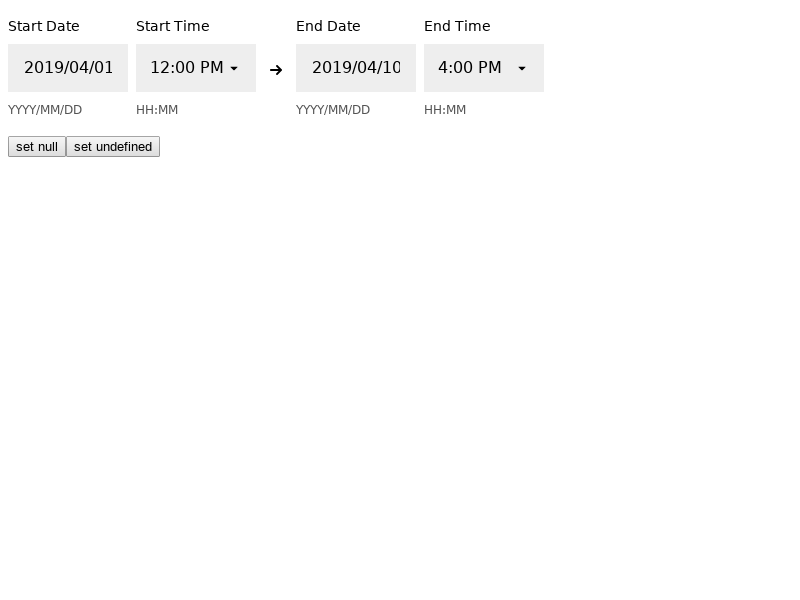 Start Date Start Time End Date End Time
2019/04/01 12:00 PM → 2019/04/10 4:00 PM
YYYY/MM/DD HH:MM YYYY/MM/DD HH:MM
set null set undefined